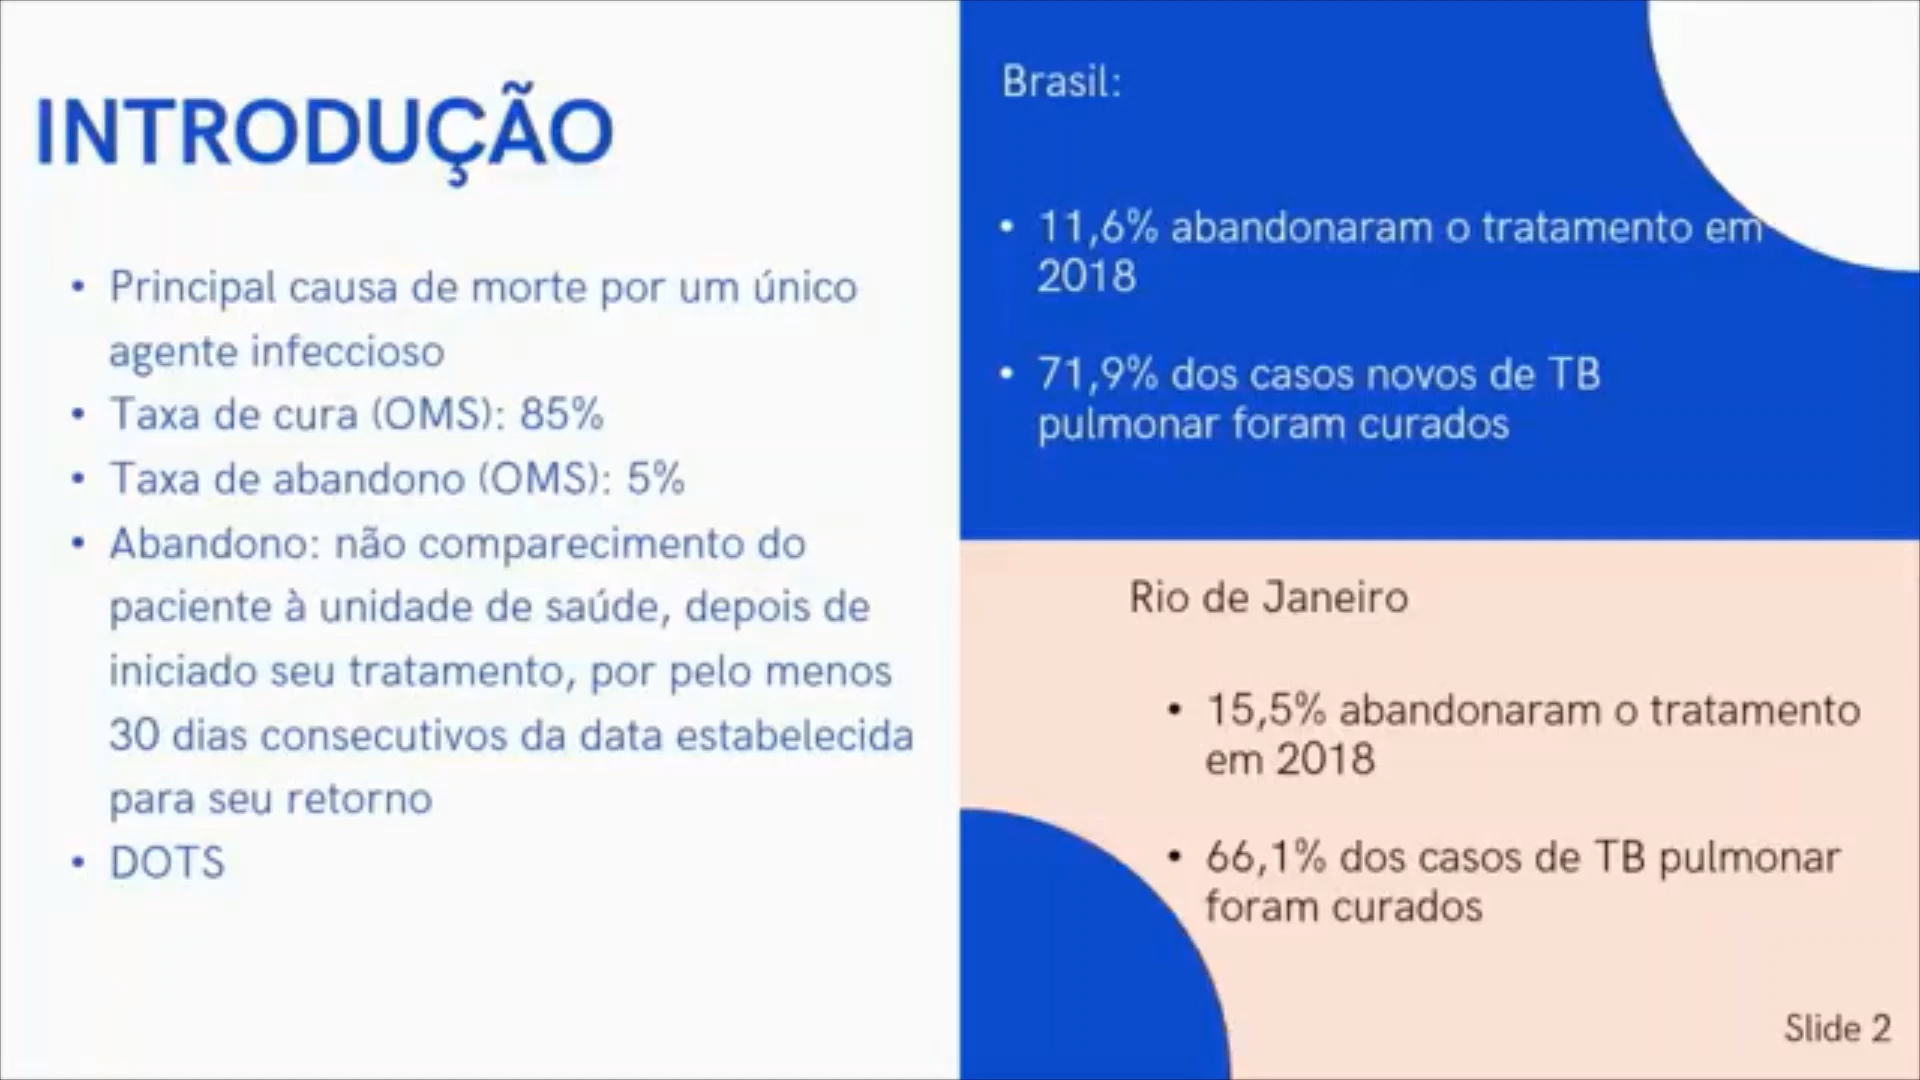 INTRODUÇÃO
• Principal causa de morte por um único
agente infeccioso
• Taxa de cura (OMS): 85%
• Taxa de abandono (OMS): 5%
• Abandono: não comparecimento do
paciente à unidade de saúde, depois de
iniciado seu tratamento, por pelo menos
30 dias consecutivos da data estabelecida
para seu retorno
• DOTS
Brasil:
• 11,6% abandonaram o tratamento em
2018
• 71,9% dos casos novos de TB
pulmonar foram curados
Rio de Janeiro
• 15,5% abandonaram o tratamento
em 2018
• 66,1% dos casos de TB pulmonar
foram curados
Slide 2